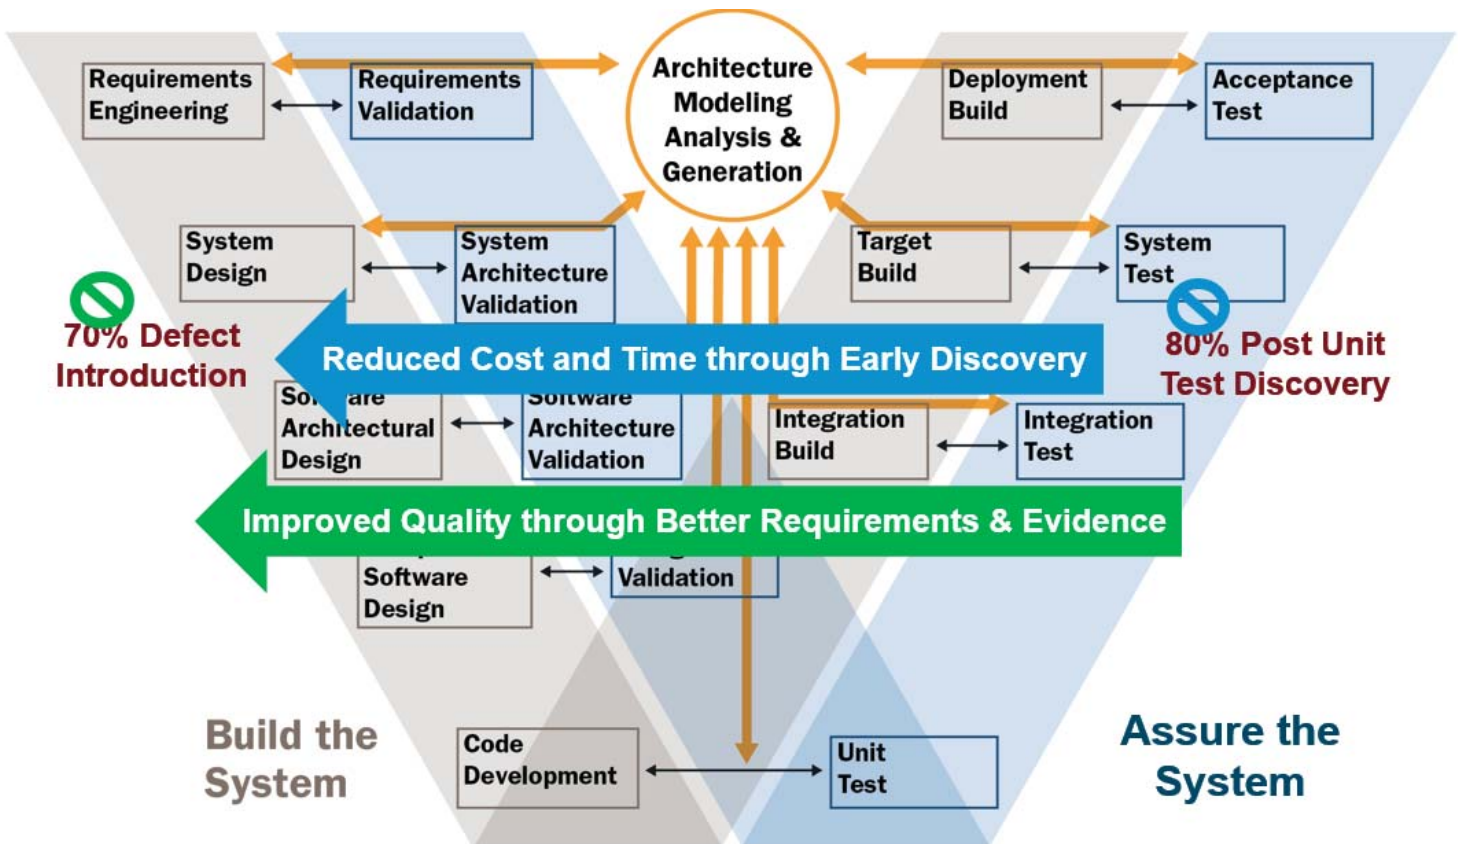 Requirements
Engineering
Requirements
Validation
Architecture
Modeling
Analysis &
Generation
Deployment
Build
Acceptance
Test
System
Design
System
Architecture
Validation
Target
Build
System
Test
70% Defect
Introduction
Reduced Cost and Time through Early Discovery
80% Post Unit
Test Discovery
Software
Architectural
Design
Software
Architecture
Validation
Integration
Build
Integration
Test
Improved Quality through Better Requirements & Evidence
Software
Design
Validation
Build the
System
Code
Development
Unit
Test
Assure the
System